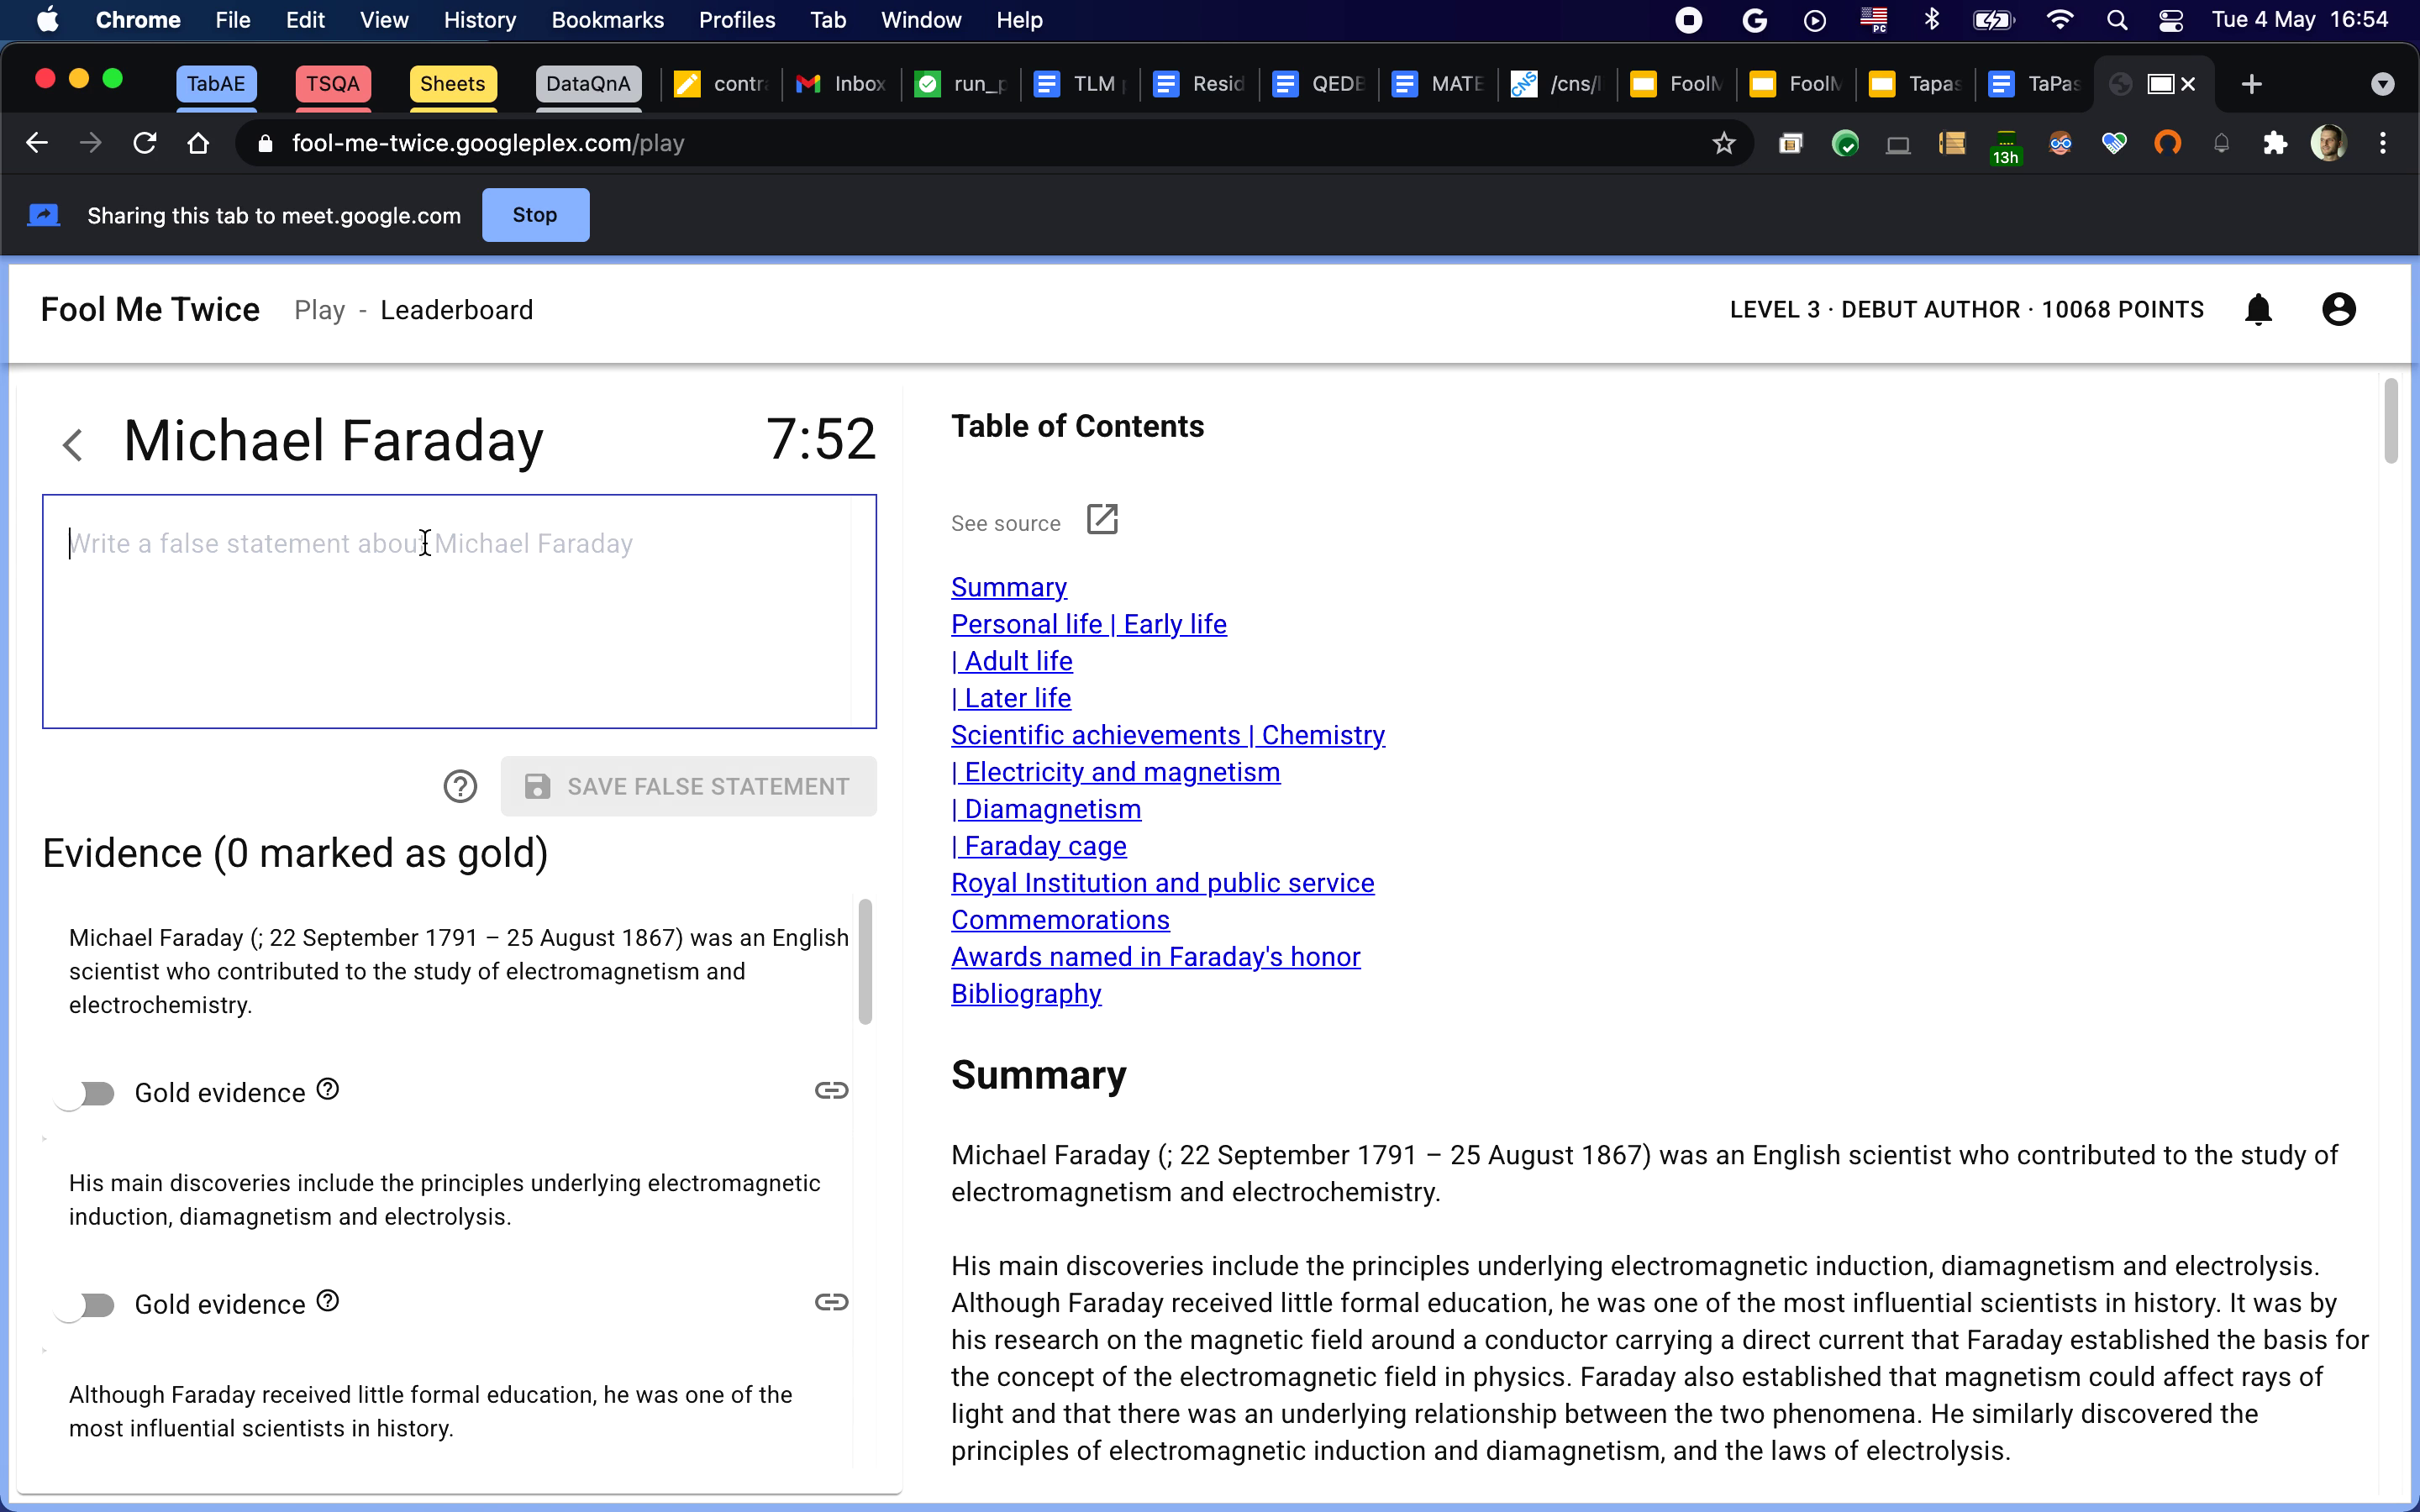 Chrome File Edit View History Bookmarks Profiles Tab Window Help PC Tue 4 May 16:54
TabAE TSQA Sheets DataQnA contr Inbox run_p TLM Resid QEDE MATE CNS /cns/l FoolM FoolM Tapas TaPas
fool-me-twice.googleplex.com/play 13h
Sharing this tab to meet.google.com Stop
Fool Me Twice Play - Leaderboard LEVEL 3 · DEBUT AUTHOR · 10068 POINTS
Michael Faraday 7:52
Write a false statement about Michael Faraday
SAVE FALSE STATEMENT
Evidence (0 marked as gold)
Michael Faraday (; 22 September 1791 – 25 August 1867) was an English
scientist who contributed to the study of electromagnetism and
electrochemistry.
Gold evidence
His main discoveries include the principles underlying electromagnetic
induction, diamagnetism and electrolysis.
Gold evidence
Although Faraday received little formal education, he was one of the
most influential scientists in history.
Table of Contents
See source
Summary
Personal life | Early life
| Adult life
| Later life
Scientific achievements | Chemistry
| Electricity and magnetism
| Diamagnetism
| Faraday cage
Royal Institution and public service
Commemorations
Awards named in Faraday's honor
Bibliography
Summary
Michael Faraday (; 22 September 1791 – 25 August 1867) was an English scientist who contributed to the study of
electromagnetism and electrochemistry.
His main discoveries include the principles underlying electromagnetic induction, diamagnetism and electrolysis.
Although Faraday received little formal education, he was one of the most influential scientists in history. It was by
his research on the magnetic field around a conductor carrying a direct current that Faraday established the basis for
the concept of the electromagnetic field in physics. Faraday also established that magnetism could affect rays of
light and that there was an underlying relationship between the two phenomena. He similarly discovered the
principles of electromagnetic induction and diamagnetism, and the laws of electrolysis.